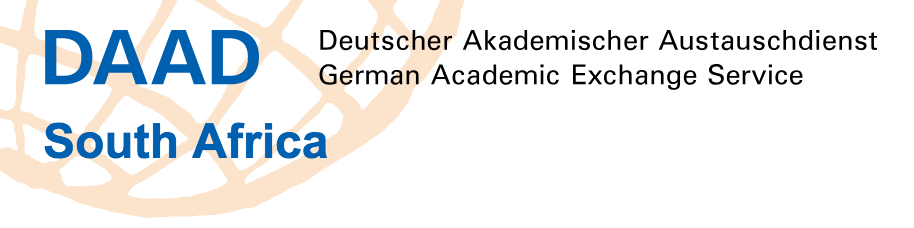 DAAD
Deutscher Akademischer Austauschdienst
German Academic Exchange Service
South Africa